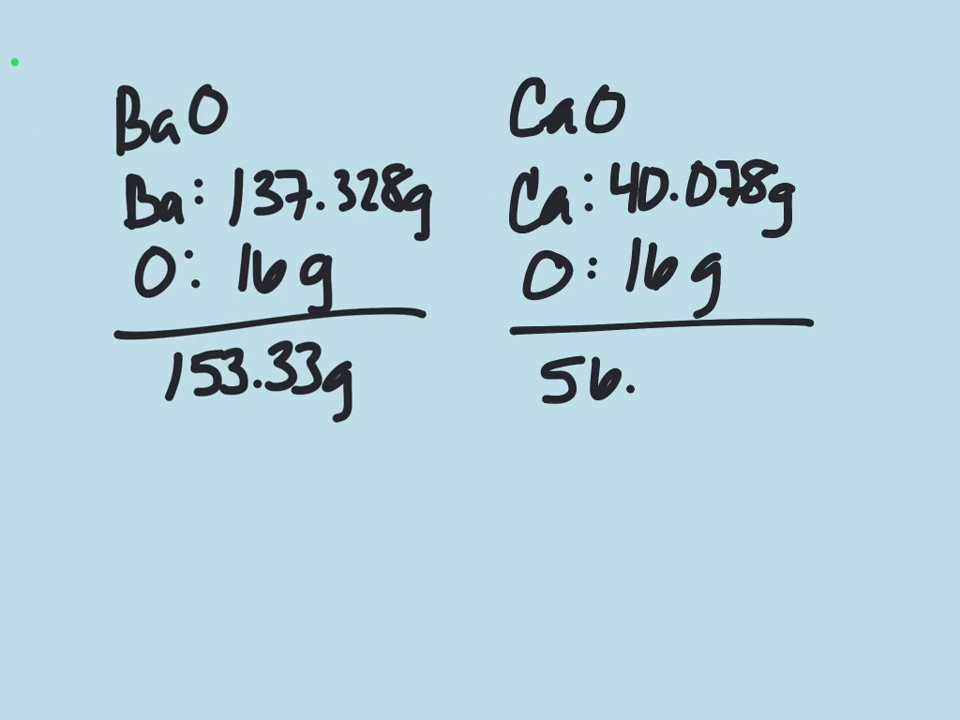 BaO
Ba: 137.328g
O: 16g
153.33g
CaO
Ca: 40.078g
O: 16g
56.